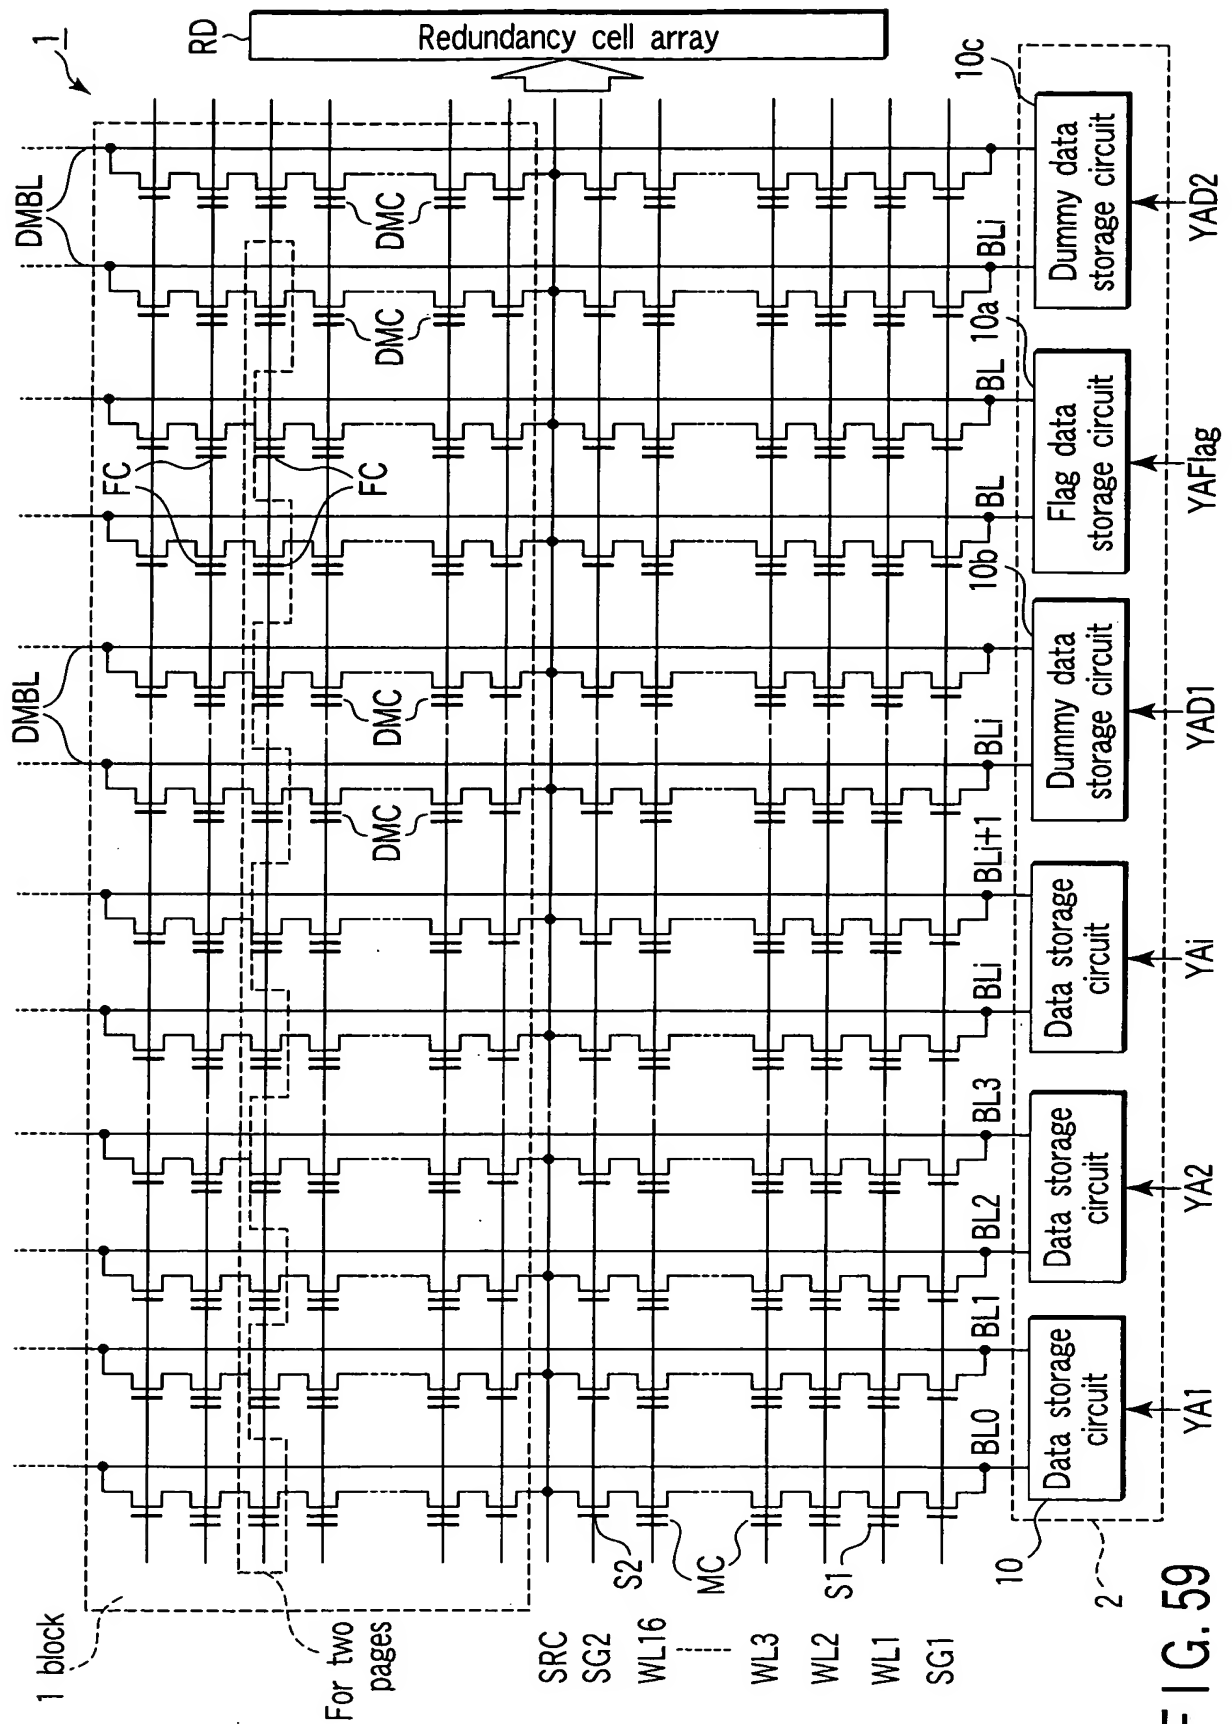 1
RD
Redundancy cell array
DMBL
DMBL
1 block
For two
pages
FC
FC
DMC
DMC
DMC
DMC
SRC
SG2
WL16
WL3
WL2
WL1
SG1
S2
MC
S1
BL0
BL1
BL2
BL3
BLi
BLi+1
BLi
BL
BL
BLi
10
10b
10a
10c
2
Data storage
circuit
Data storage
circuit
Data storage
circuit
Dummy data
storage circuit
Flag data
storage circuit
Dummy data
storage circuit
YA1
YA2
YAi
YAD1
YAFlag
YAD2
FIG. 59